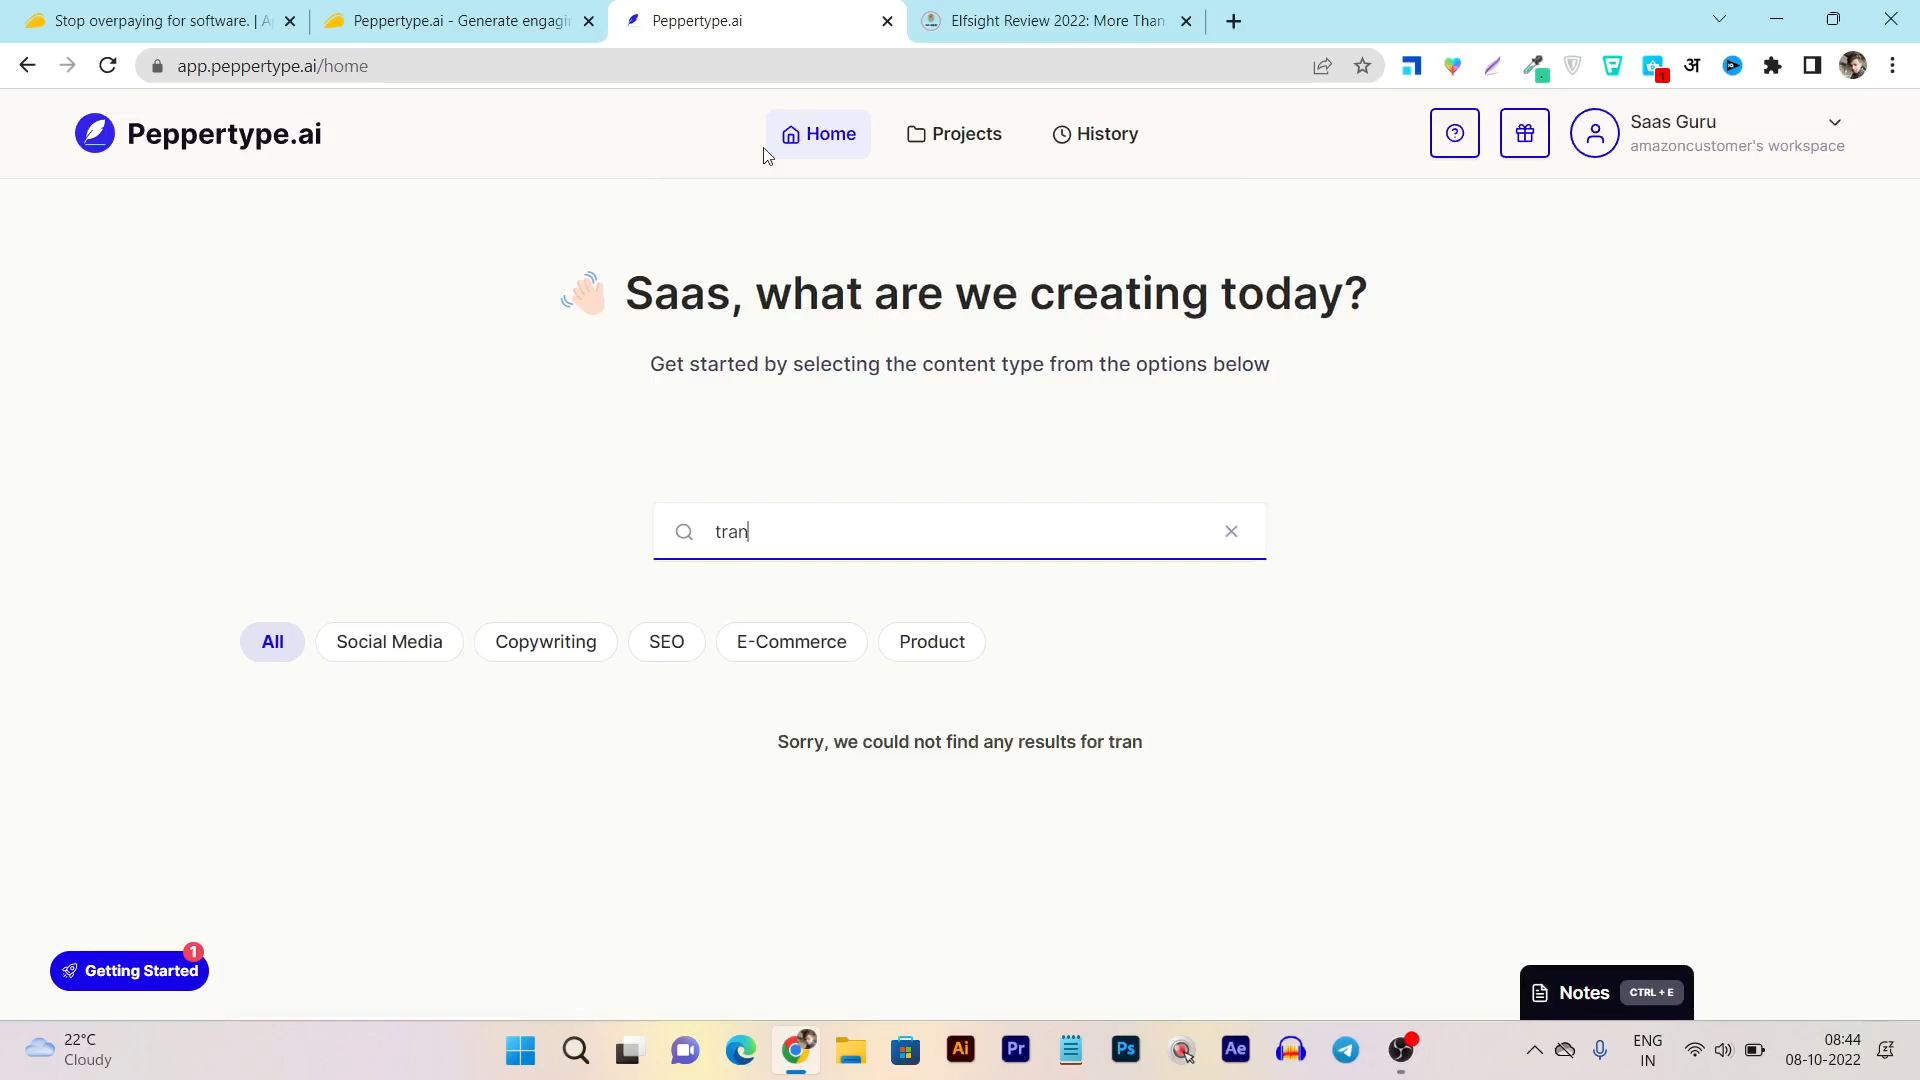 Stop overpaying for software. | A
Peppertype.ai - Generate engagi
Peppertype.ai
Elfsight Review 2022: More Than
app.peppertype.ai/home
अ
1
Peppertype.ai
Home
Projects
History
Saas Guru
amazoncustomer's workspace
Saas, what are we creating today?
Get started by selecting the content type from the options below
tran
All
Social Media
Copywriting
SEO
E-Commerce
Product
Sorry, we could not find any results for tran
1
Getting Started
Notes
CTRL + E
22°C
Cloudy
Ai
Pr
Ps
Ae
ENG
IN
08:44
08-10-2022